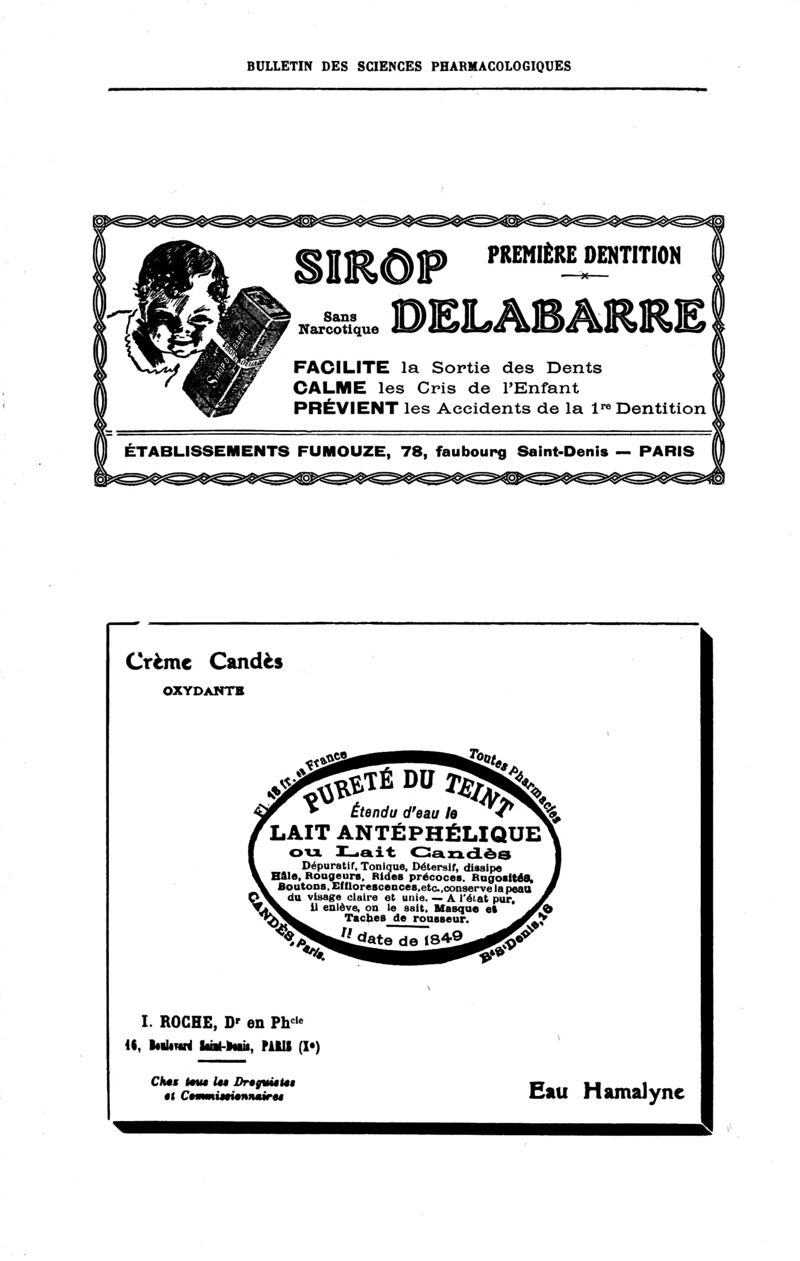 BULLETIN DES SCIENCES PHARMACOLOGIQUES
SIROP
PREMIÈRE DENTITION
Sans
Narcotique
DELABARRE
FACILITE la Sortie des Dents
CALME les Cris de l'Enfant
PRÉVIENT les Accidents de la 1re Dentition
ÉTABLISSEMENTS FUMOUZE, 78, faubourg Saint-Denis — PARIS
Crème Candès
OXYDANTE
Fl. 18 fr. en France
Toutes Pharmacies
PURETÉ DU TEINT
Étendu d'eau le
LAIT ANTÉPHÉLIQUE
ou Lait Candès
Dépuratif, Tonique, Détersif, dissipe
Hâle, Rougeurs, Rides précoces, Rugosités,
Boutons, Efflorescences, etc., conserve la peau
du visage claire et unie. — A l'état pur,
il enlève, on le sait, Masque et
Taches de rousseur.
Il date de 1849
CANDÈS, Paris.
Bd St Denis, 16
I. ROCHE, Dr en Phcie
16, Boulevard Saint-Denis, PARIS (Xe)
Chez tous les Droguistes
et Commissionnaires
Eau Hamalyne